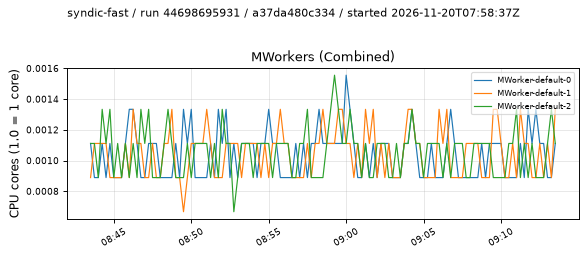 syndic-fast / run 44698695931 / a37da480c334 / started 2026-11-20T07:58:37Z
MWorkers (Combined)
CPU cores (1.0 = 1 core)
0.0016
0.0014
0.0012
0.0010
0.0008
MWorker-default-0
MWorker-default-1
MWorker-default-2
08:45
08:50
08:55
09:00
09:05
09:10